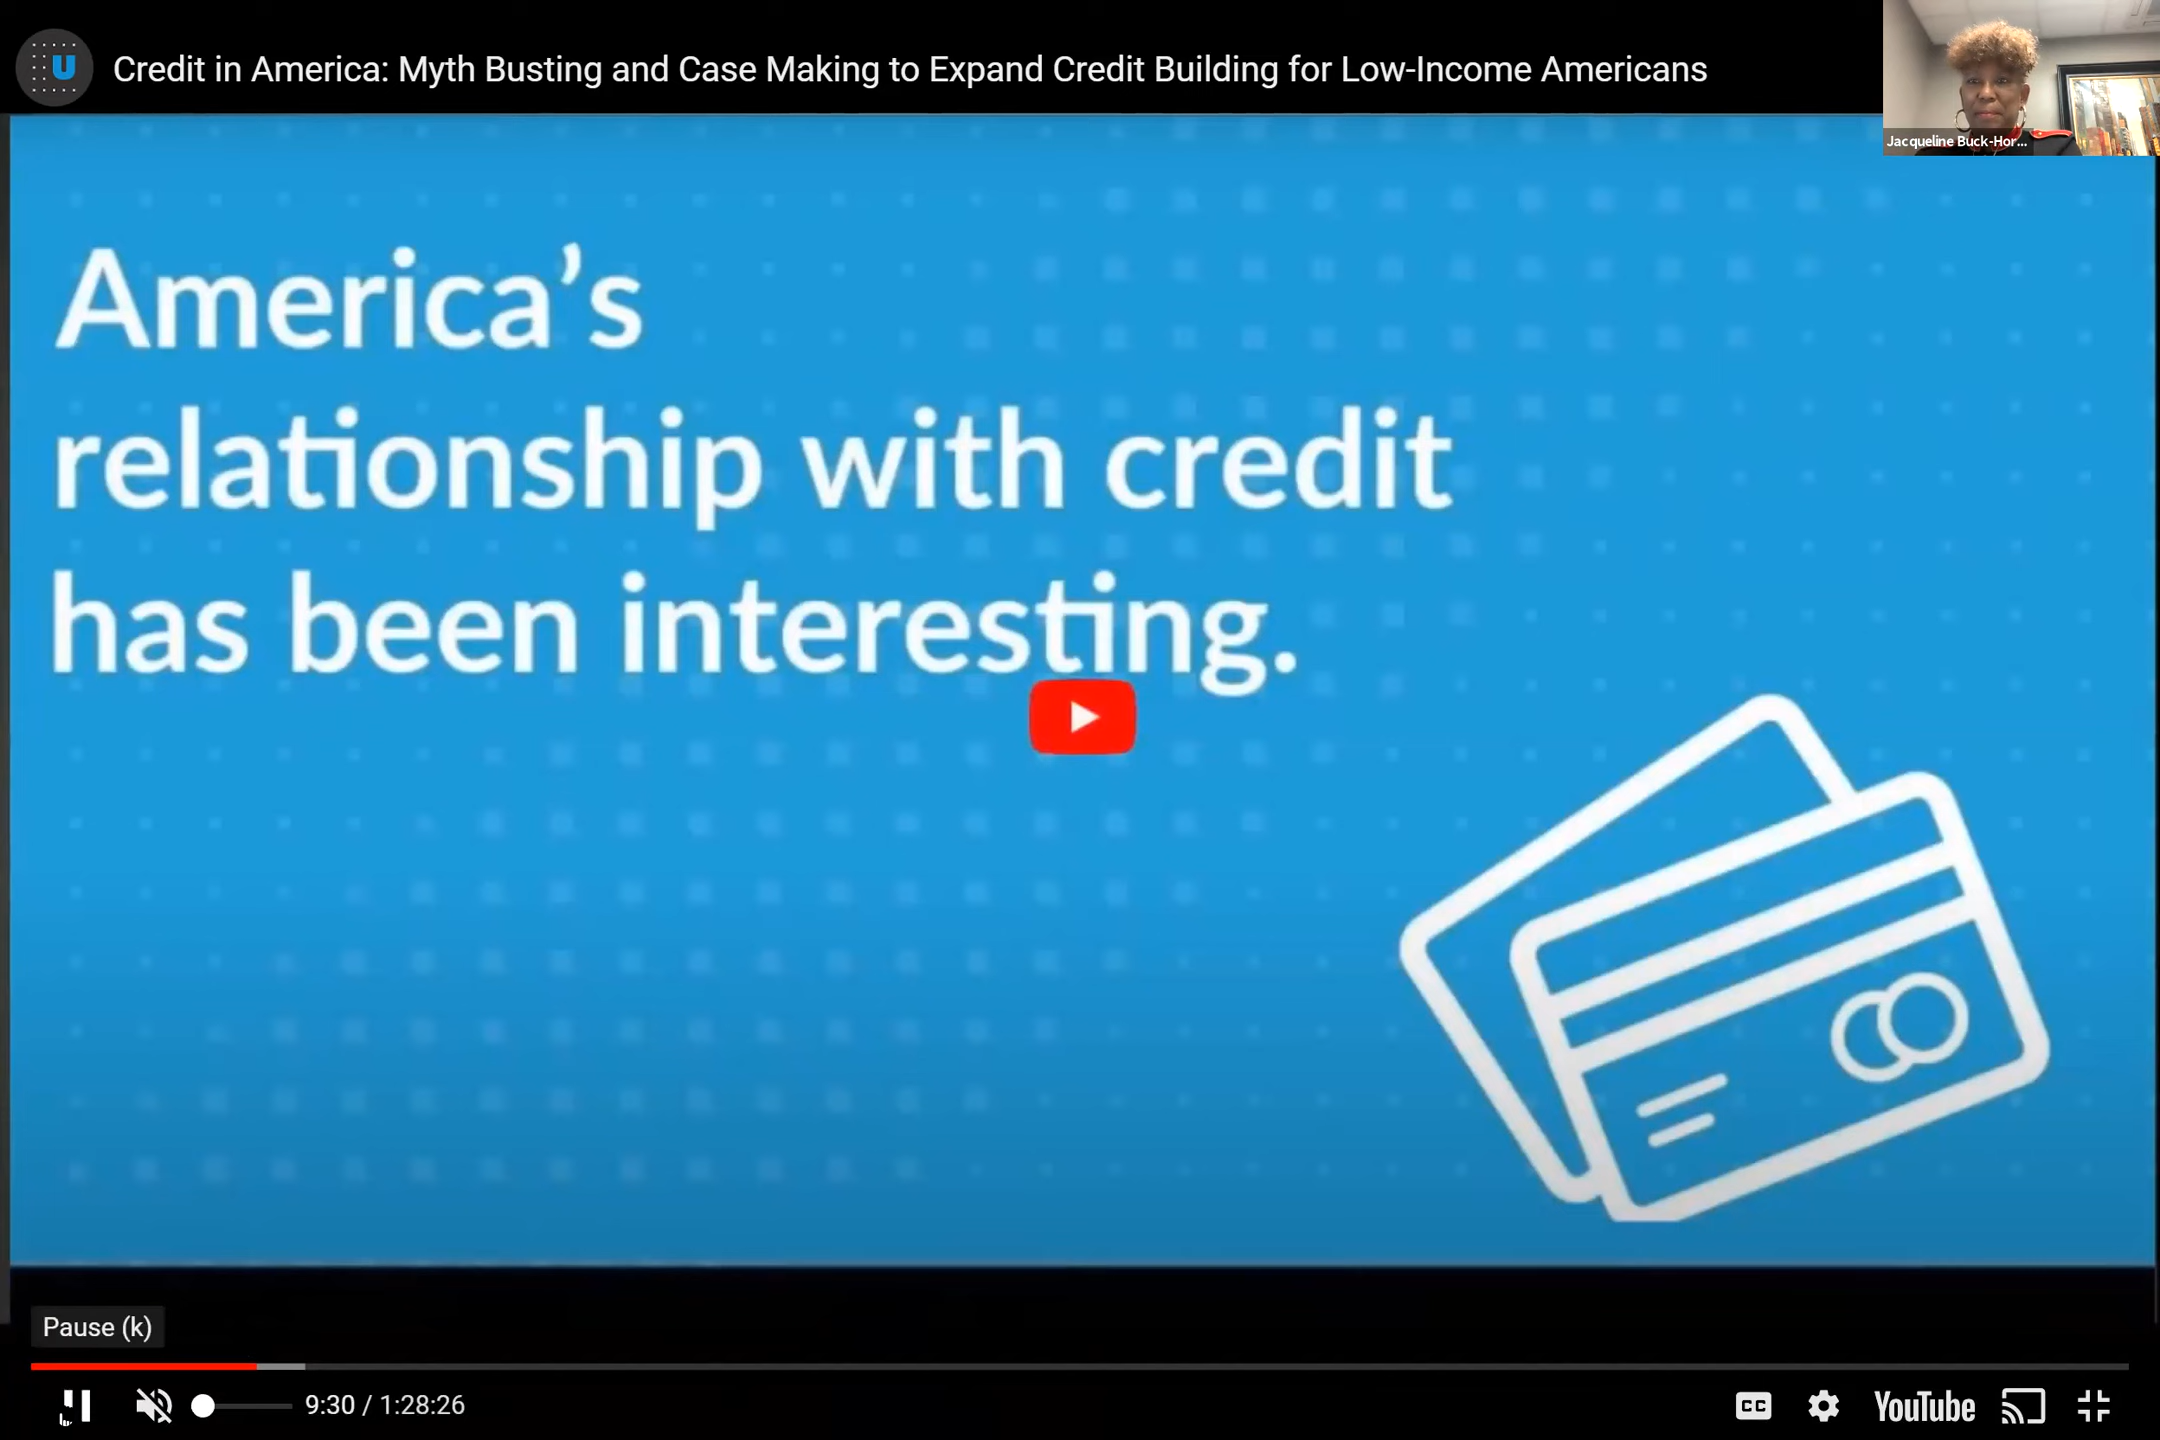 U
Credit in America: Myth Busting and Case Making to Expand Credit Building for Low-Income Americans
Jacqueline Buck-Hor...
America's
relationship with credit
has been interesting.
Pause (k)
9:30 / 1:28:26
CC
YouTube